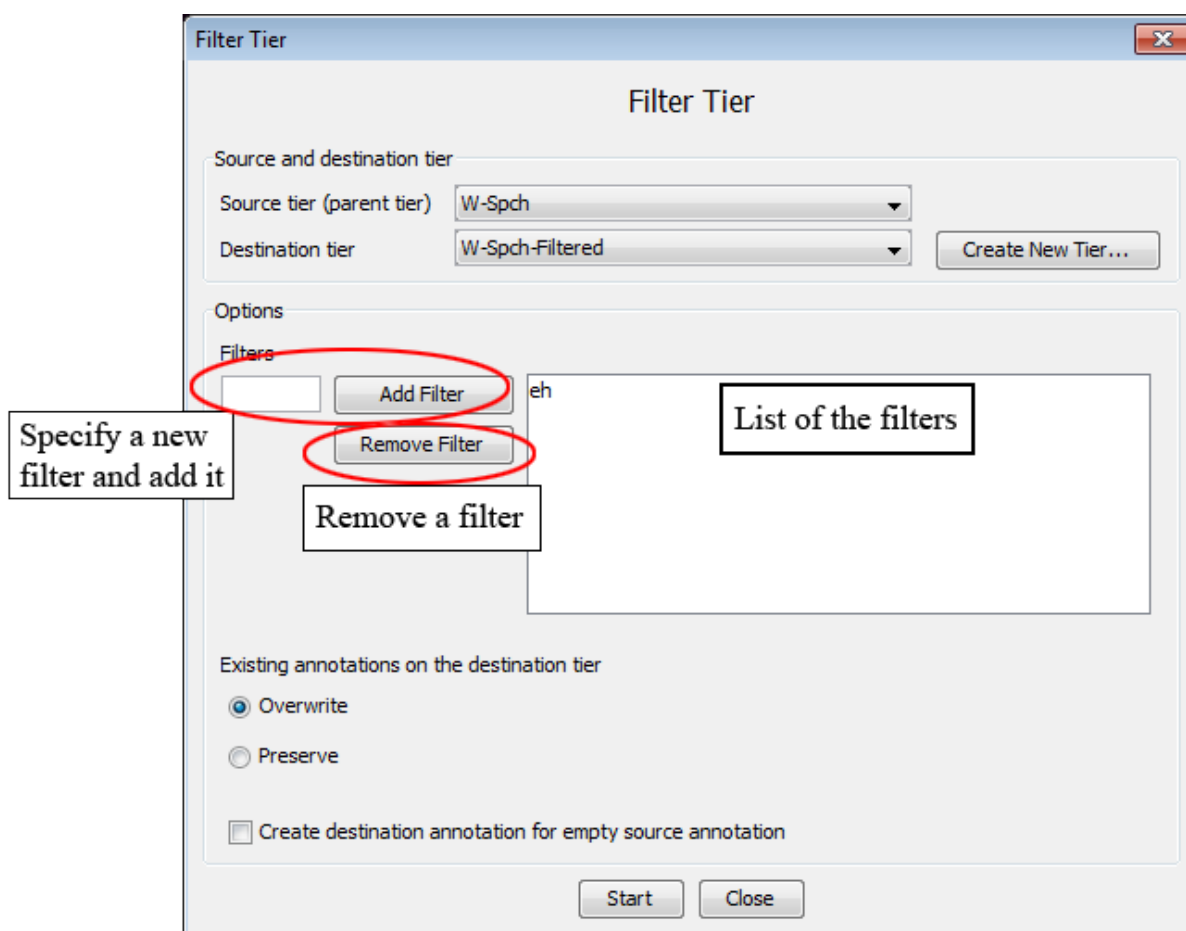 Filter Tier
Filter Tier
Source and destination tier
Source tier (parent tier) W-Spch
Destination tier W-Spch-Filtered Create New Tier...
Options
Filters
Add Filter eh List of the filters
Specify a new
filter and add it
Remove Filter
Remove a filter
Existing annotations on the destination tier
Overwrite
Preserve
Create destination annotation for empty source annotation
Start Close